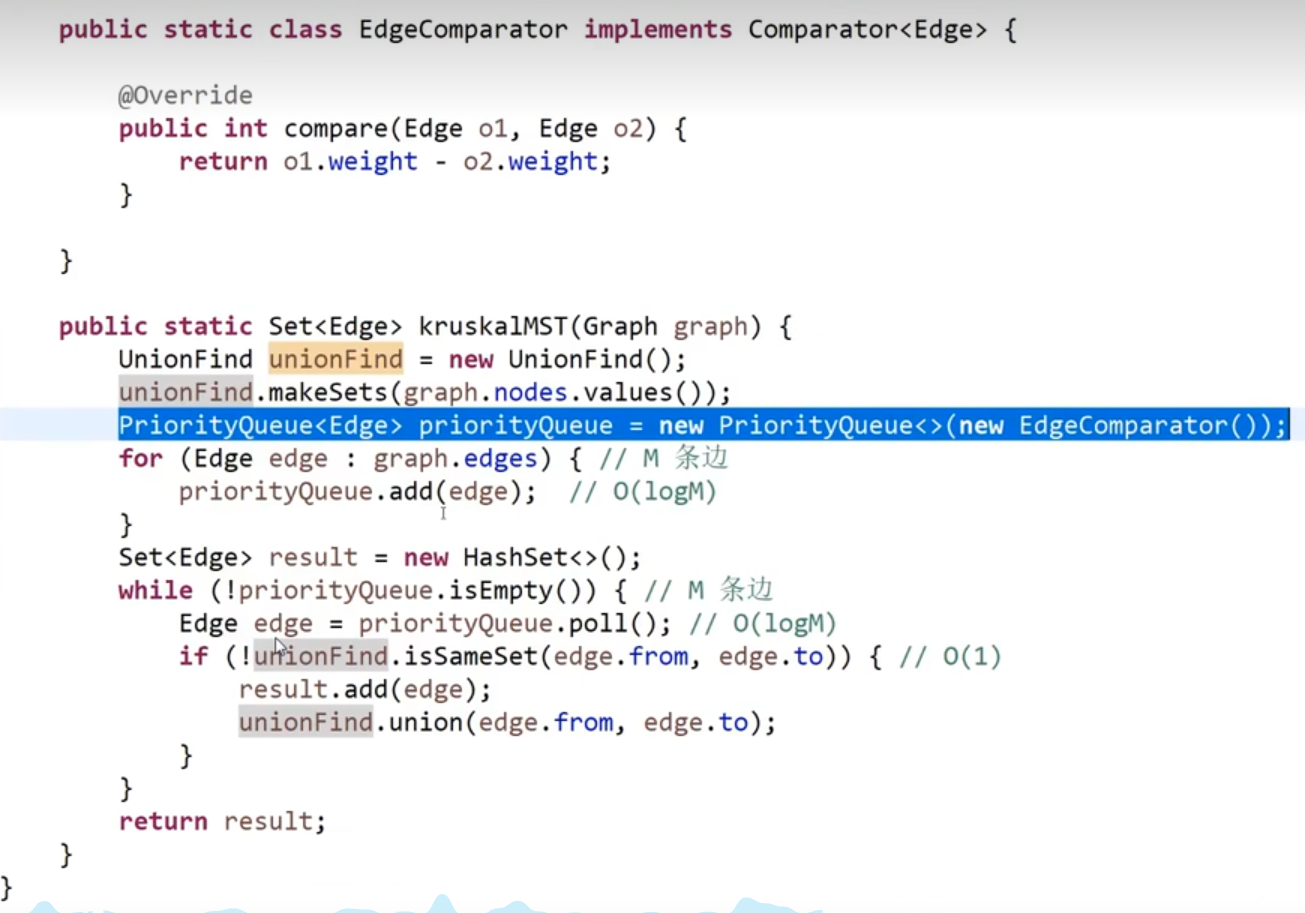 public static class EdgeComparator implements Comparator<Edge> {
@Override
public int compare(Edge o1, Edge o2) {
return o1.weight - o2.weight;
}
}
public static Set<Edge> kruskalMST(Graph graph) {
UnionFind unionFind = new UnionFind();
unionFind.makeSets(graph.nodes.values());
PriorityQueue<Edge> priorityQueue = new PriorityQueue<>(new EdgeComparator());
for (Edge edge : graph.edges) { // M 条边
priorityQueue.add(edge);  // O(logM)
}
Set<Edge> result = new HashSet<>();
while (!priorityQueue.isEmpty()) { // M 条边
Edge edge = priorityQueue.poll(); // O(logM)
if (!unionFind.isSameSet(edge.from, edge.to)) { // O(1)
result.add(edge);
unionFind.union(edge.from, edge.to);
}
}
return result;
}
}